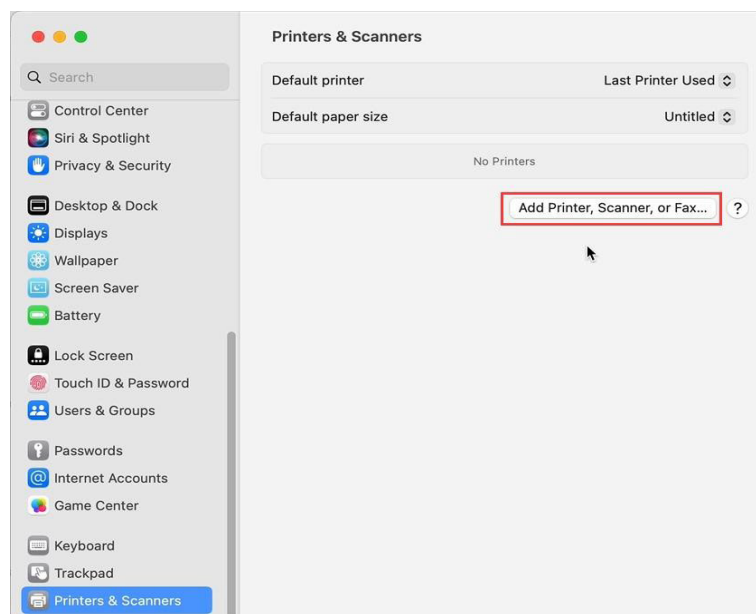 Printers & Scanners
Search
Control Center
Siri & Spotlight
Privacy & Security
Desktop & Dock
Displays
Wallpaper
Screen Saver
Battery
Lock Screen
Touch ID & Password
Users & Groups
Passwords
Internet Accounts
Game Center
Keyboard
Trackpad
Printers & Scanners
Default printer Last Printer Used
Default paper size Untitled
No Printers
Add Printer, Scanner, or Fax... ?